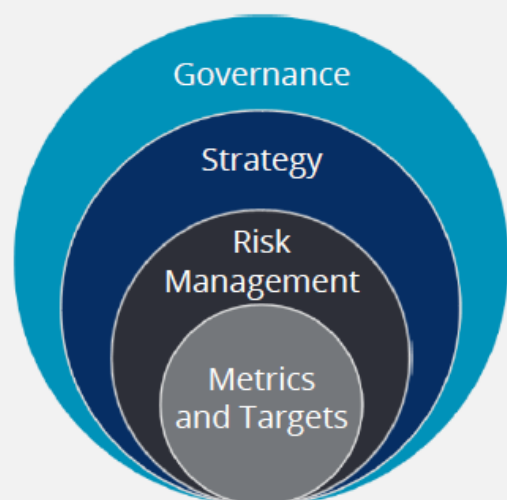 Governance
Strategy
Risk
Management
Metrics
and Targets